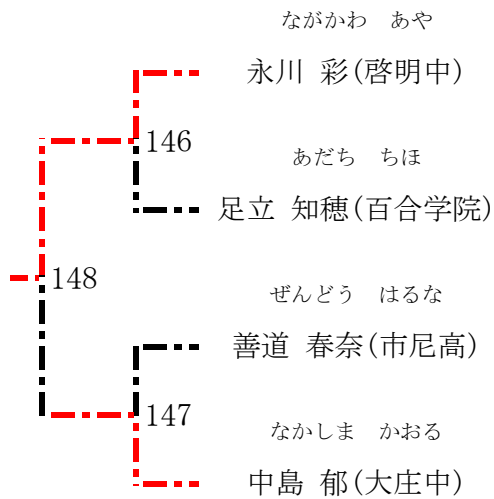 ながかわ　あや
永川 彩(啓明中)
146
あだち　ちほ
足立 知穂(百合学院)
148
ぜんどう　はるな
善道 春奈(市尼高)
147
なかしま　かおる
中島 郁(大庄中)